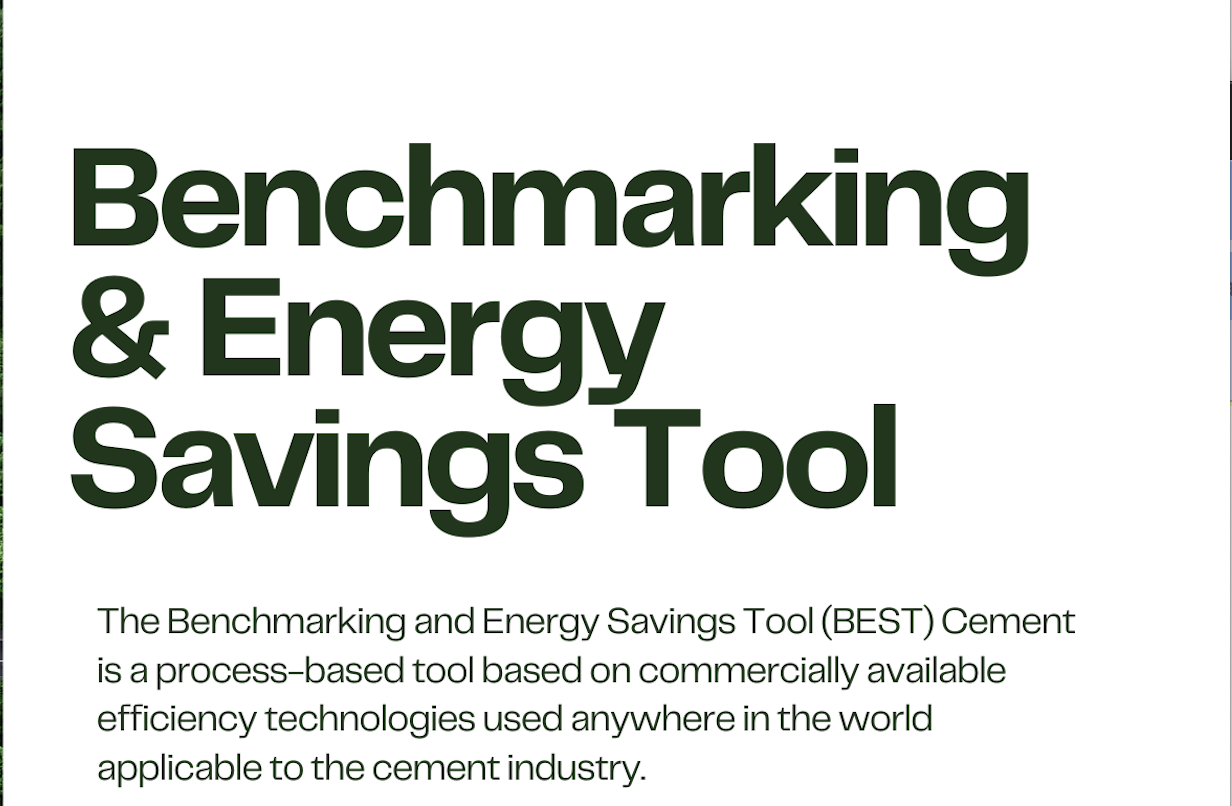 Benchmarking
& Energy
Savings Tool
The Benchmarking and Energy Savings Tool (BEST) Cement
is a process-based tool based on commercially available
efficiency technologies used anywhere in the world
applicable to the cement industry.